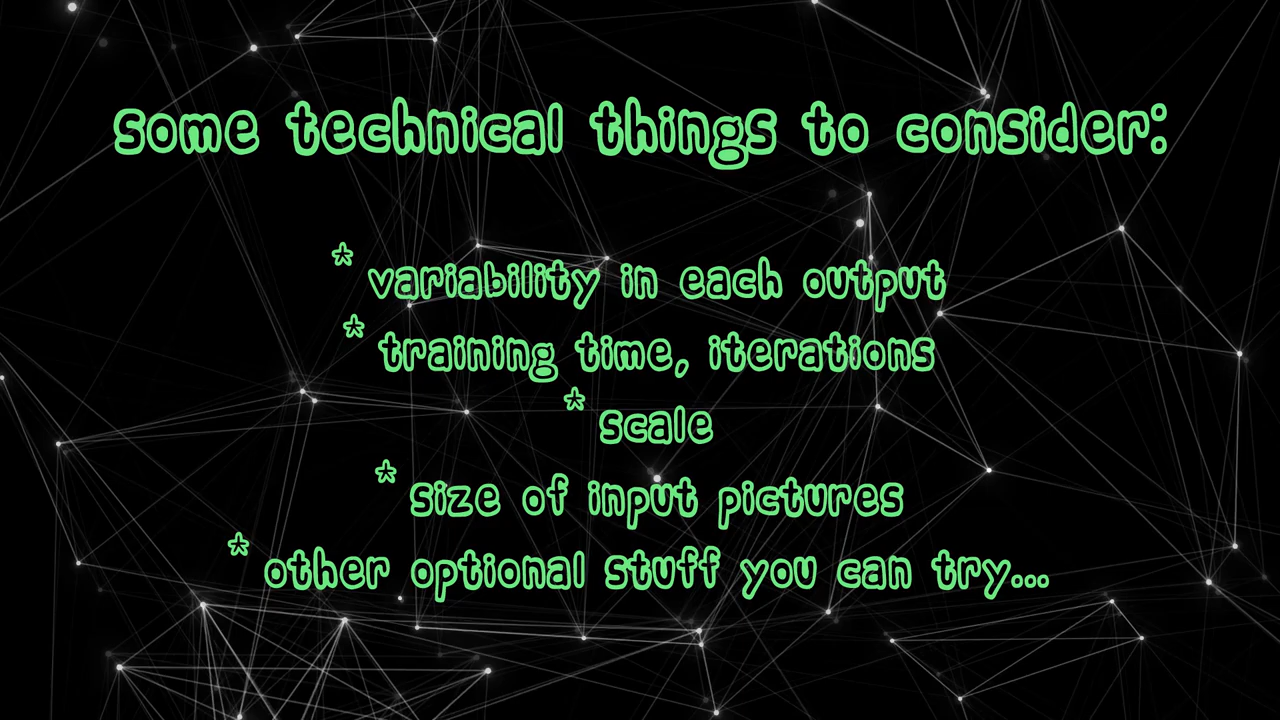 some technical things to consider:
* variability in each output
* training time, iterations
* scale
* size of input pictures
* other optional stuff you can try...